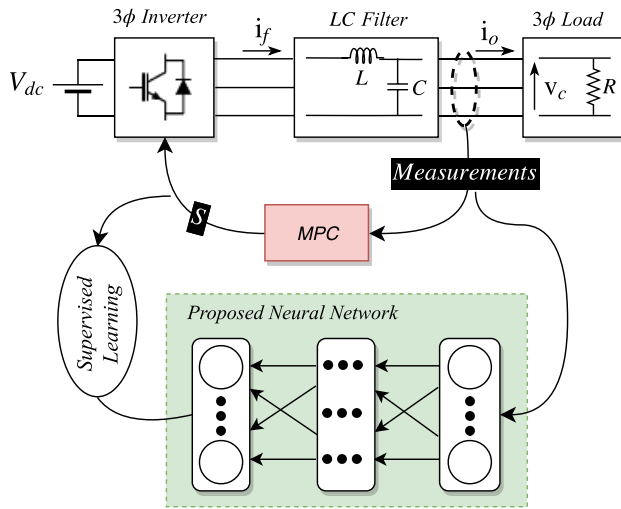 3ϕ Inverter
i_f
LC Filter
i_o
3ϕ Load
V_dc
L
C
v_c
R
Measurements
S
MPC
Supervised
Learning
Proposed Neural Network